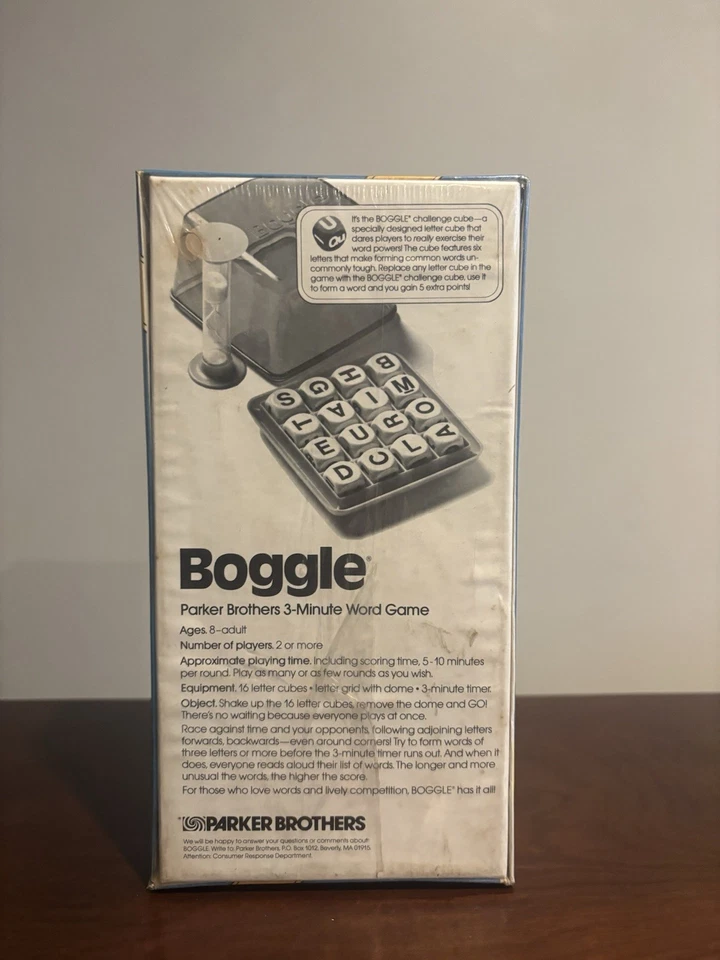 BOGGLE
It's the BOGGLE® challenge cube—a
specially designed letter cube that
dares players to really exercise their
word powers! The cube features six
letters that make forming common words un-
commonly tough. Replace any letter cube in the
game with the BOGGLE® challenge cube, use it
to form a word and you gain 5 extra points!
U
Qu
S G H B
T A I M
E U R O
D C L A
Boggle®
Parker Brothers 3-Minute Word Game
Ages. 8-adult
Number of players. 2 or more
Approximate playing time. Including scoring time, 5-10 minutes
per round. Play as many or as few rounds as you wish.
Equipment. 16 letter cubes • letter grid with dome • 3-minute timer.
Object. Shake up the 16 letter cubes, remove the dome and GO!
There's no waiting because everyone plays at once.
Race against time and your opponents, following adjoining letters
forwards, backwards—even around corners! Try to form words of
three letters or more before the 3-minute timer runs out. And when it
does, everyone reads aloud their list of words. The longer and more
unusual the words, the higher the score.
For those who love words and lively competition, BOGGLE® has it all!
PARKER BROTHERS
We will be happy to answer your questions or comments about
BOGGLE. Write to: Parker Brothers, P.O. Box 1012, Beverly, MA 01915.
Attention: Consumer Response Department